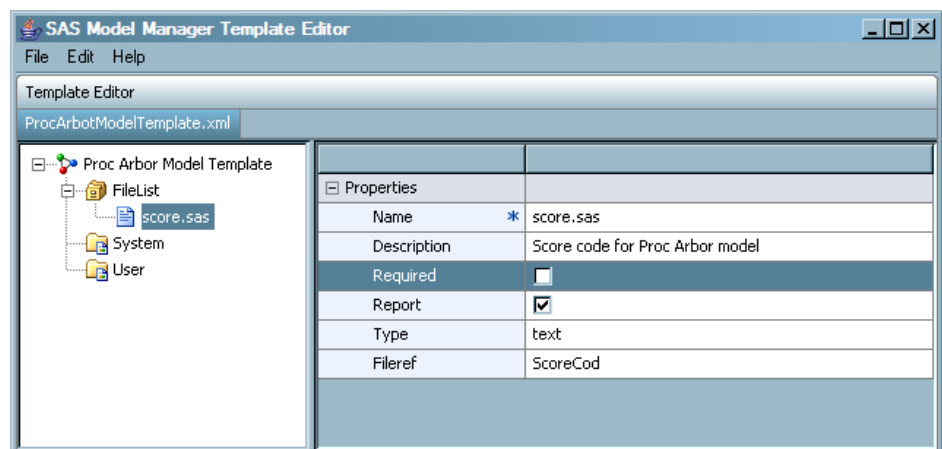 SAS Model Manager Template Editor
File Edit Help
Template Editor
ProcArbotModelTemplate.xml
Proc Arbor Model Template
FileList
score.sas
System
User
Properties
Name * score.sas
Description Score code for Proc Arbor model
Required
Report
Type text
Fileref ScoreCod